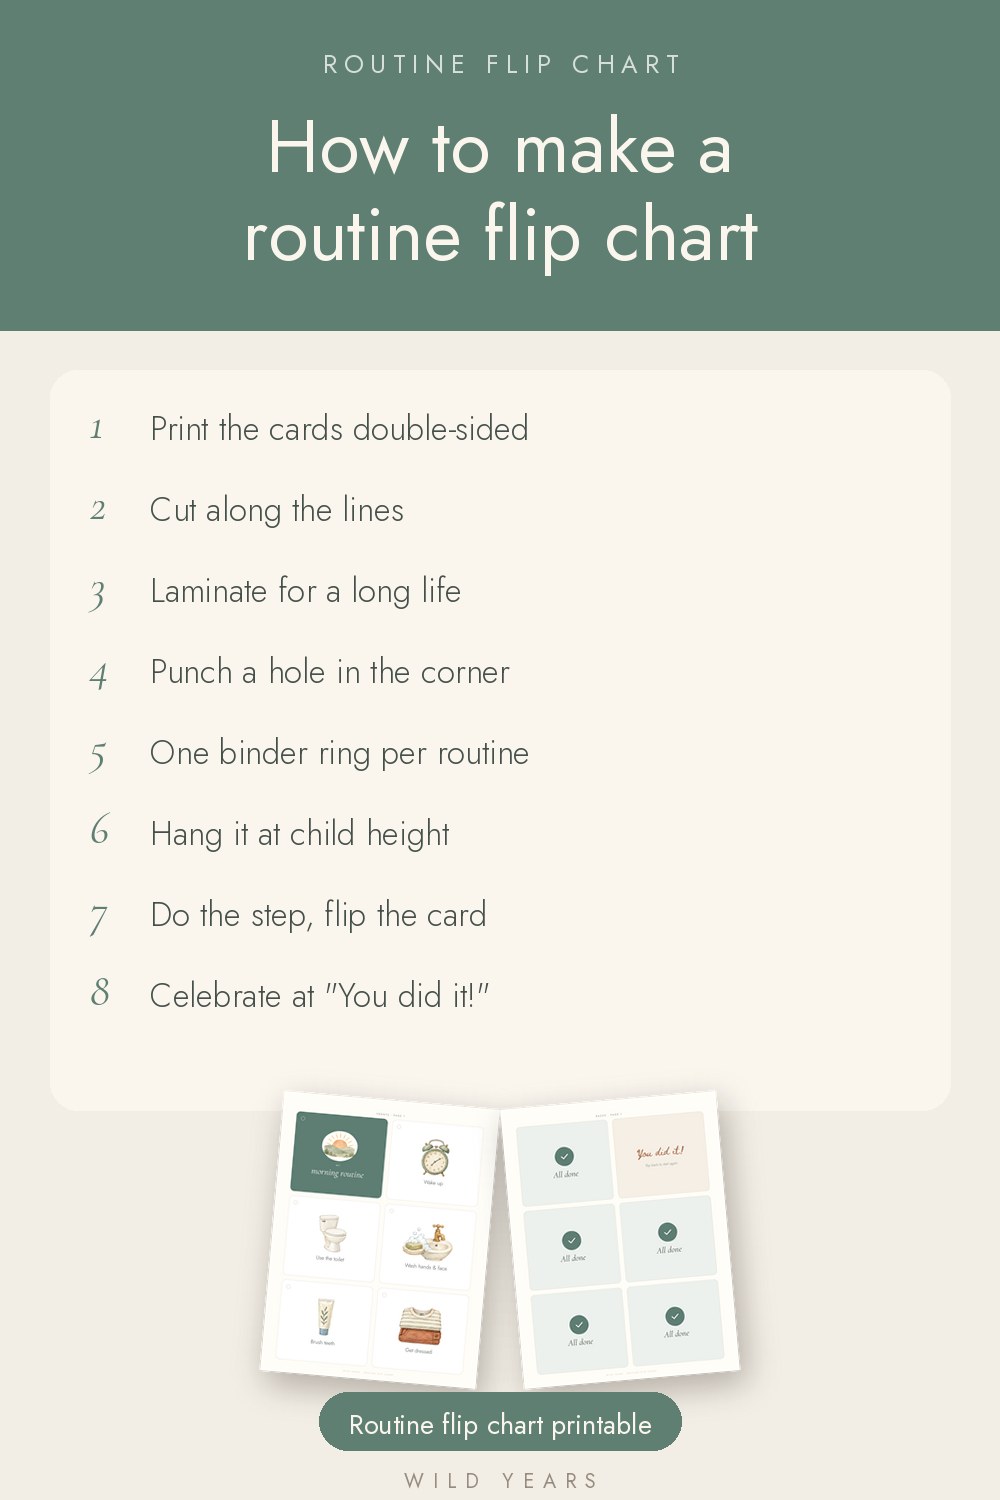 ROUTINE FLIP CHART
How to make a
routine flip chart
1 Print the cards double-sided
2 Cut along the lines
3 Laminate for a long life
4 Punch a hole in the corner
5 One binder ring per routine
6 Hang it at child height
7 Do the step, flip the card
8 Celebrate at "You did it!"
morning routine
Wake up
Use the toilet
Wash hands & face
Brush teeth
Get dressed
All done
You did it!
All done
All done
All done
All done
Routine flip chart printable
WILD YEARS